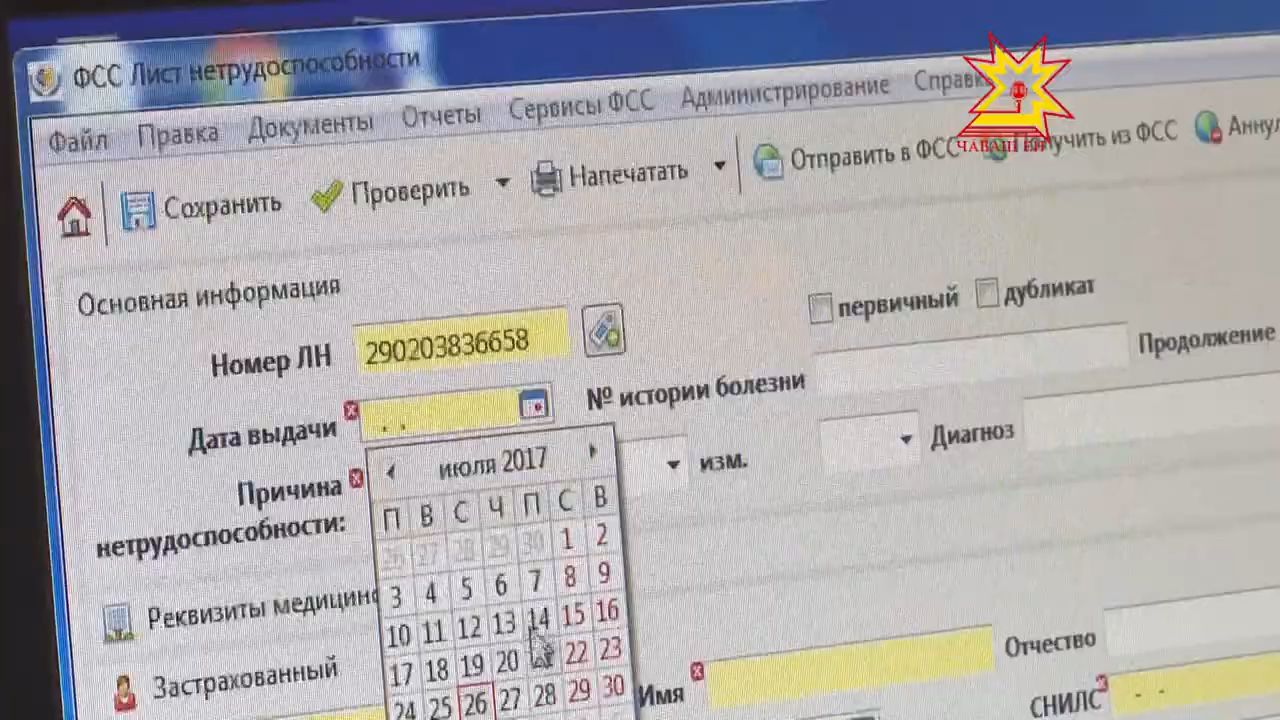 ФСС Лист нетрудоспособности
Файл Правка Документы Отчеты Сервисы ФСС Администрирование
Сохранить Проверить Напечатать Отправить в ФСС Получить из ФСС
ЧАВАШ ЕН
Основная информация
первичный дубликат
Номер ЛН 290203836658
Продолжение
Дата выдачи . . № истории болезни
июля 2017
изм. Диагноз
Причина
нетрудоспособности:
П В С Ч П С В
26 27 28 29 30 1 2
3 4 5 6 7 8 9
10 11 12 13 14 15 16
17 18 19 20 22 23
24 25 26 27 28 29 30
Реквизиты
Застрахованный
Имя
Отчество
СНИЛС - -